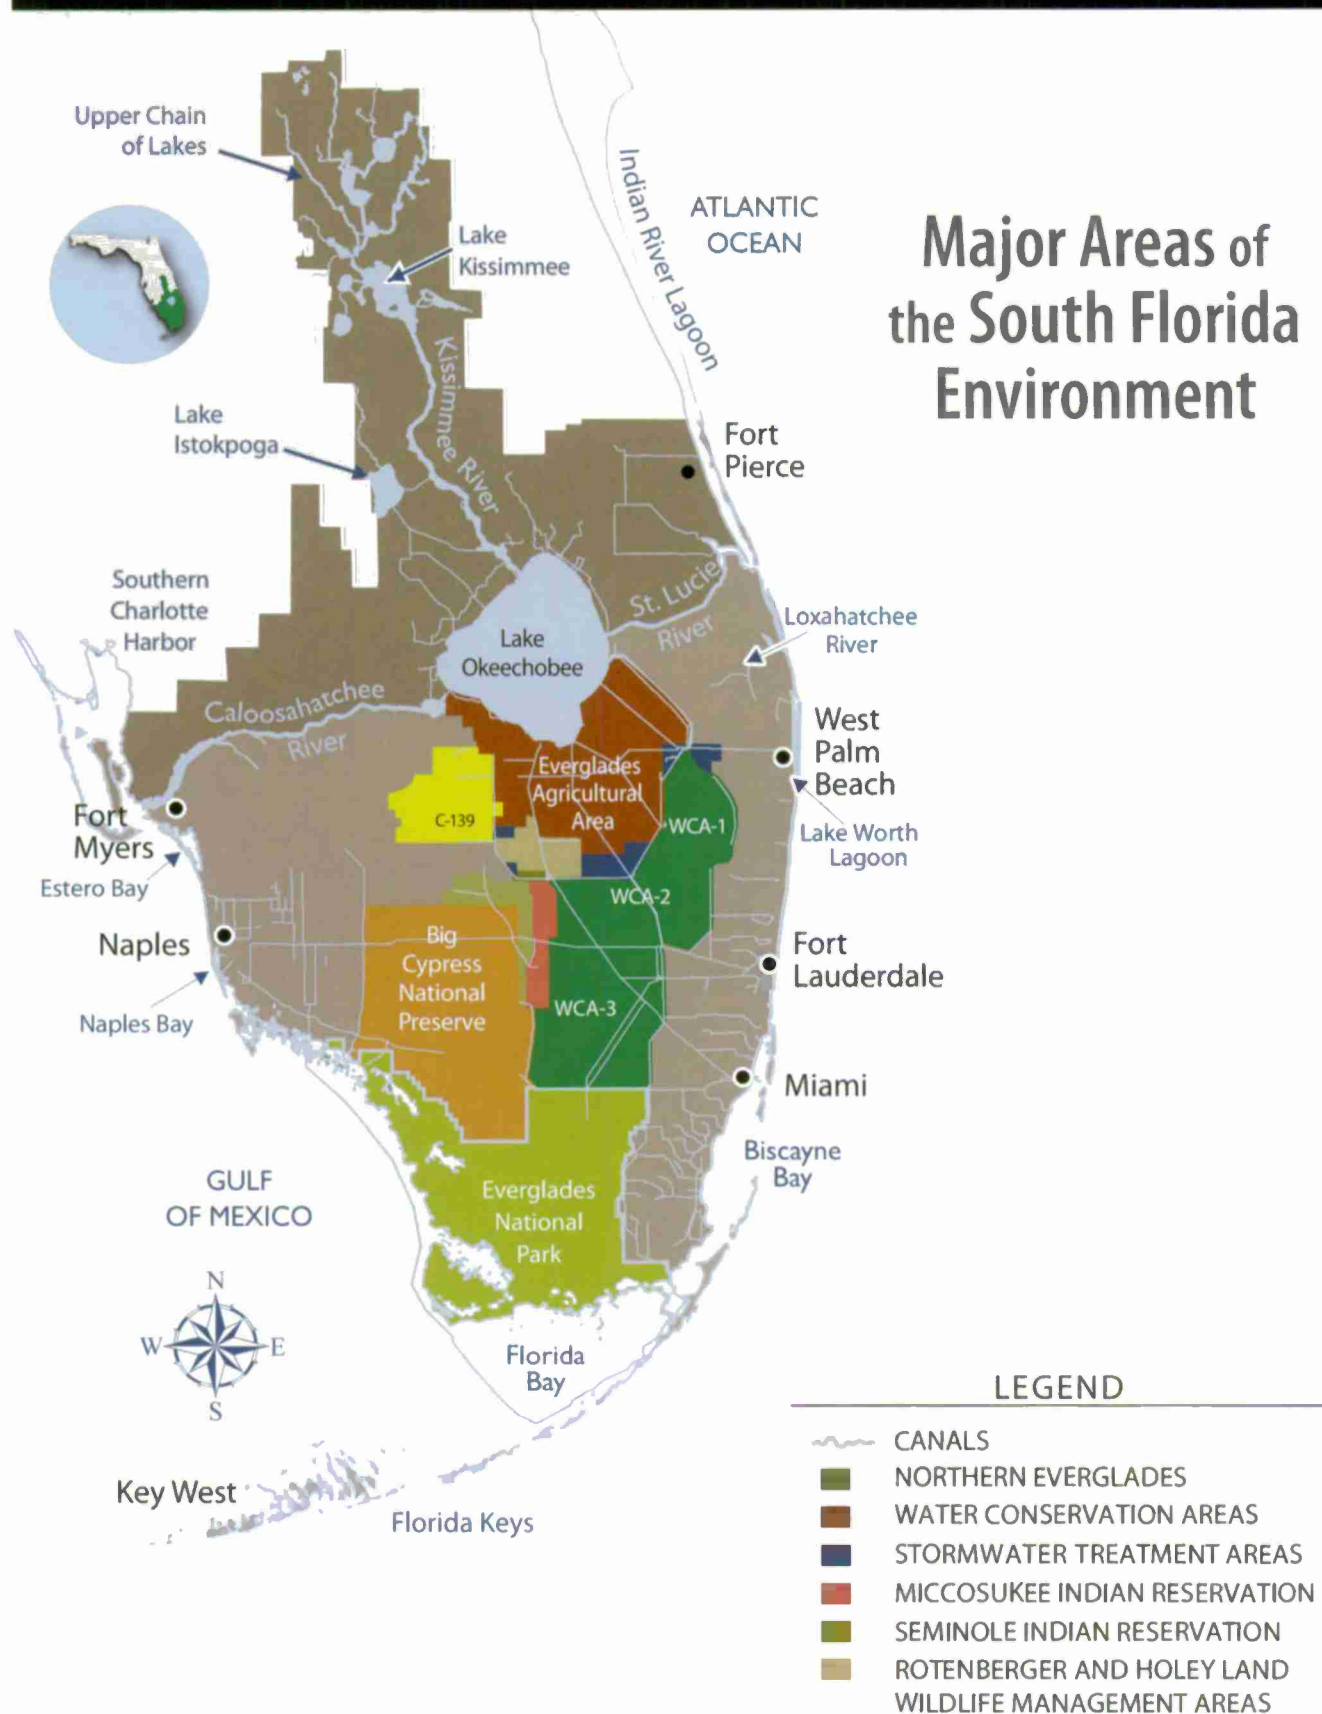 Major Areas of
the South Florida
Environment
Upper Chain
of Lakes
Indian River Lagoon
ATLANTIC
OCEAN
Lake
Kissimmee
Kissimmee River
Lake
Istokpoga
Fort
Pierce
Southern
Charlotte
Harbor
St. Lucie
River
Loxahatchee
River
Lake
Okeechobee
Caloosahatchee
River
West
Palm
Beach
Everglades
Agricultural
Area
C-139
WCA-1
Fort
Myers
Lake Worth
Lagoon
Estero Bay
WCA-2
Naples
Big
Cypress
National
Preserve
Fort
Lauderdale
WCA-3
Naples Bay
Miami
Biscayne
Bay
GULF
OF MEXICO
Everglades
National
Park
N
W
E
S
Florida
Bay
Key West
Florida Keys
LEGEND
CANALS
NORTHERN EVERGLADES
WATER CONSERVATION AREAS
STORMWATER TREATMENT AREAS
MICCOSUKEE INDIAN RESERVATION
SEMINOLE INDIAN RESERVATION
ROTENBERGER AND HOLEY LAND
WILDLIFE MANAGEMENT AREAS